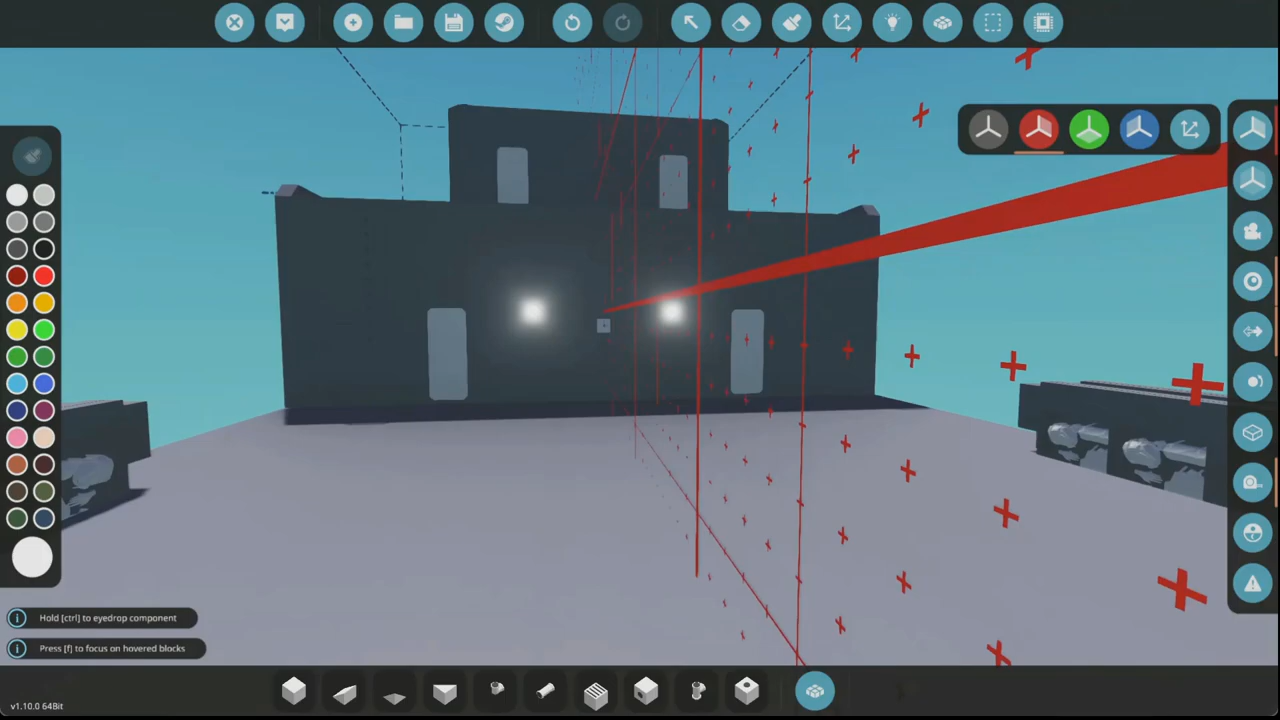 Hold [ctrl] to eyedrop component
Press [f] to focus on hovered blocks
v1.10.0 64Bit